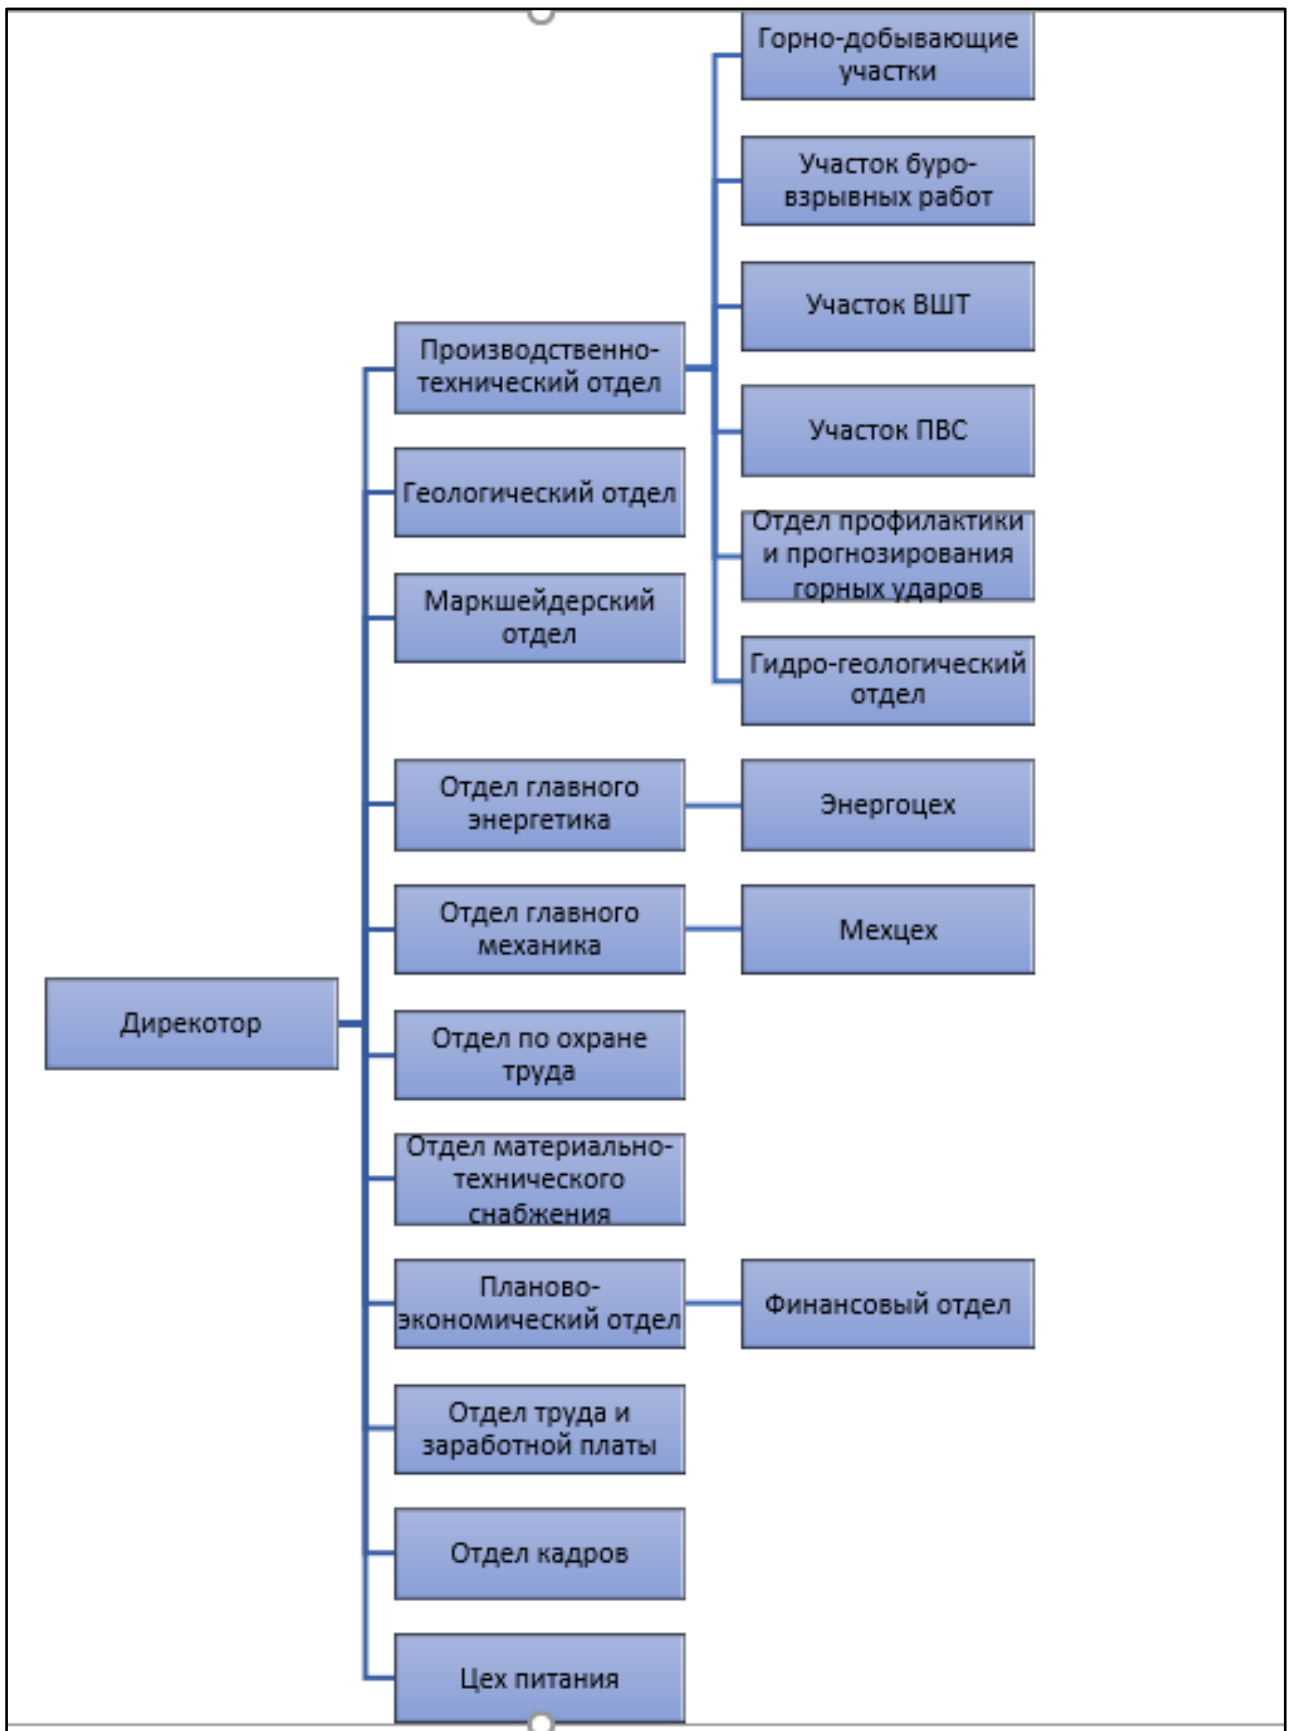 Горно-добывающие
участки
Участок буро-
взрывных работ
Участок ВШТ
Производственно-
технический отдел
Участок ПВС
Геологический отдел
Отдел профилактики
и прогнозирования
горных ударов
Маркшейдерский
отдел
Гидро-геологический
отдел
Отдел главного
энергетика
Энергоцех
Отдел главного
механика
Мехцех
Дирекотор
Отдел по охране
труда
Отдел материально-
технического
снабжения
Планово-
экономический отдел
Финансовый отдел
Отдел труда и
заработной платы
Отдел кадров
Цех питания